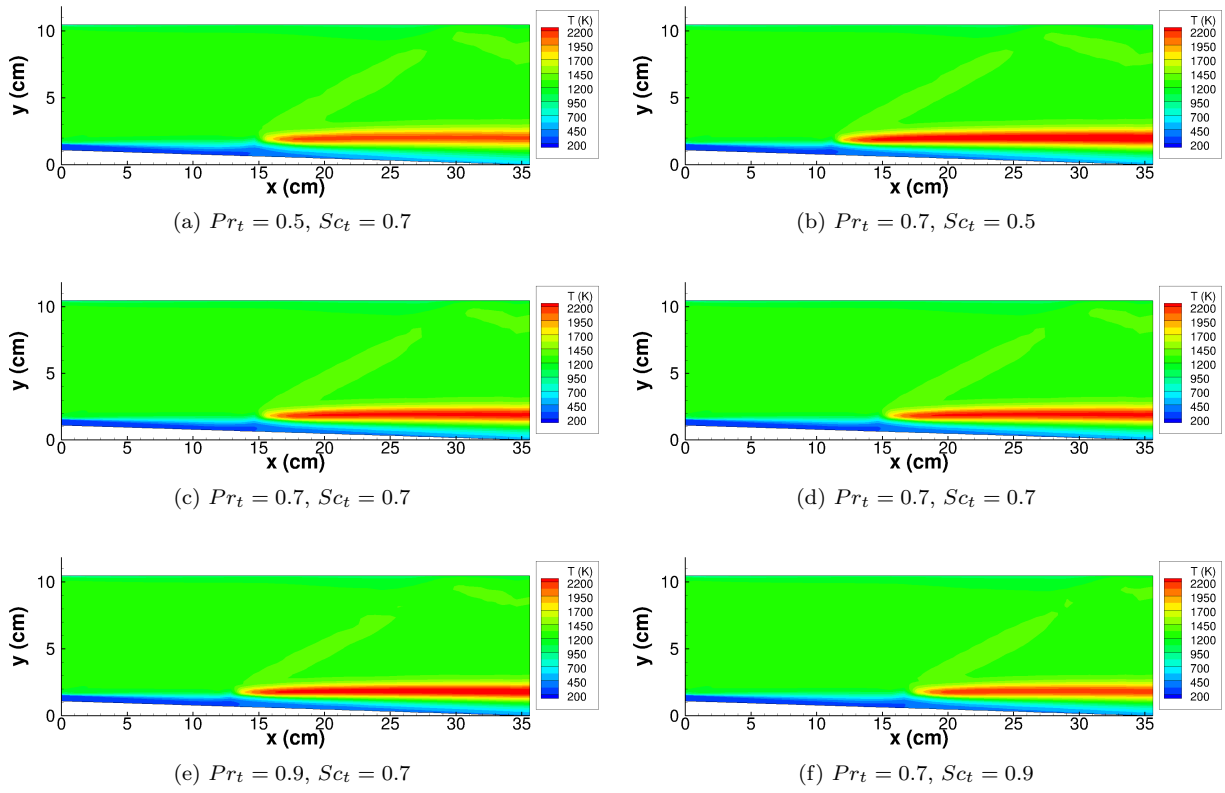 T (K)
2200
1950
1700
1450
1200
950
700
450
200
y (cm)
10
5
0
0 5 10 15 20 25 30 35
x (cm)
(a) Pr_t = 0.5, Sc_t = 0.7
T (K)
2200
1950
1700
1450
1200
950
700
450
200
y (cm)
10
5
0
0 5 10 15 20 25 30 35
x (cm)
(b) Pr_t = 0.7, Sc_t = 0.5
T (K)
2200
1950
1700
1450
1200
950
700
450
200
y (cm)
10
5
0
0 5 10 15 20 25 30 35
x (cm)
(c) Pr_t = 0.7, Sc_t = 0.7
T (K)
2200
1950
1700
1450
1200
950
700
450
200
y (cm)
10
5
0
0 5 10 15 20 25 30 35
x (cm)
(d) Pr_t = 0.7, Sc_t = 0.7
T (K)
2200
1950
1700
1450
1200
950
700
450
200
y (cm)
10
5
0
0 5 10 15 20 25 30 35
x (cm)
(e) Pr_t = 0.9, Sc_t = 0.7
T (K)
2200
1950
1700
1450
1200
950
700
450
200
y (cm)
10
5
0
0 5 10 15 20 25 30 35
x (cm)
(f) Pr_t = 0.7, Sc_t = 0.9